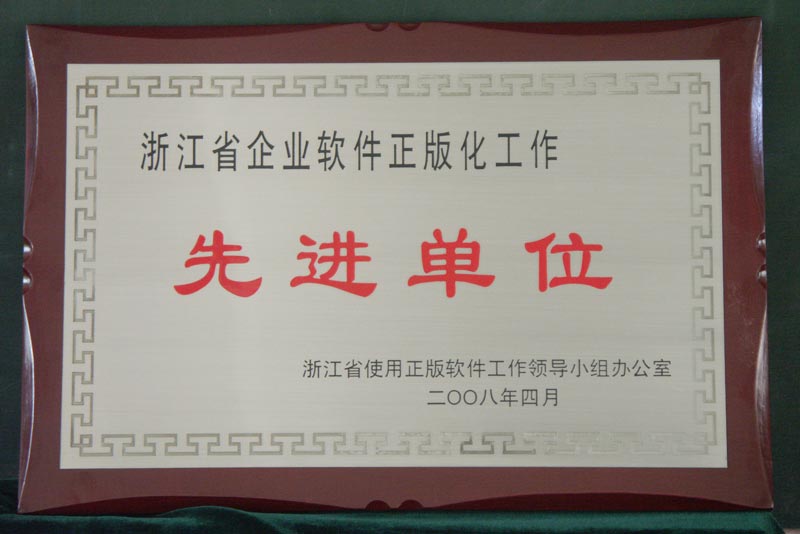 浙江省企业软件正版化工作
先进单位
浙江省使用正版软件工作领导小组办公室
二〇〇八年四月